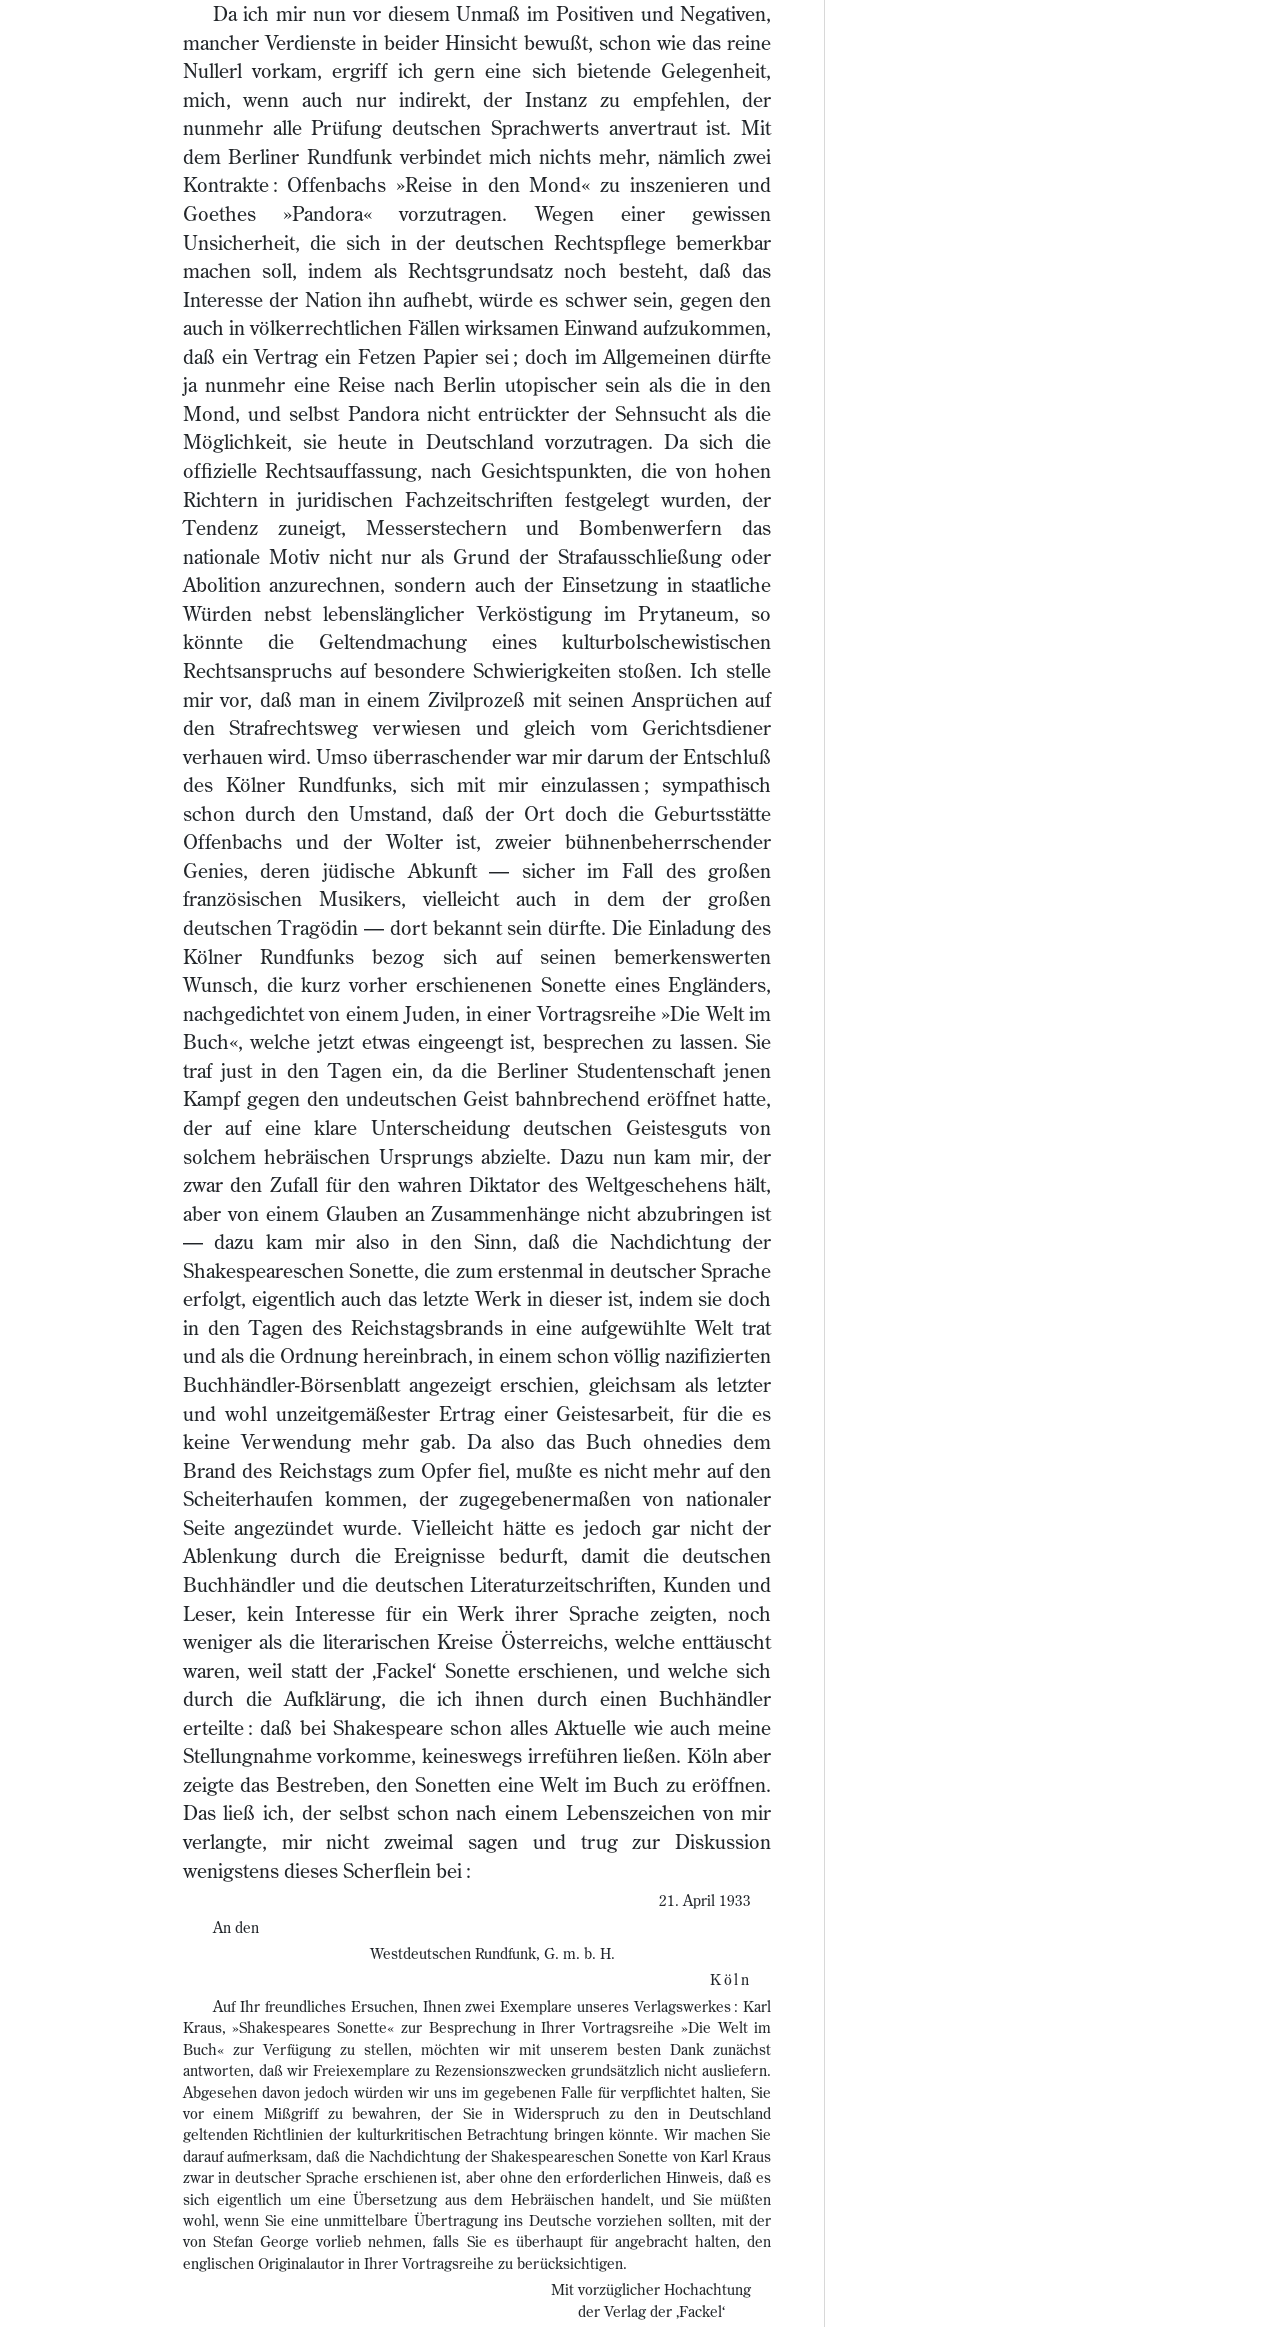 Da ich mir nun vor diesem Unmaß im Positiven und Negativen,
mancher Verdienste in beider Hinsicht bewußt, schon wie das reine
Nullerl vorkam, ergriff ich gern eine sich bietende Gelegenheit,
mich, wenn auch nur indirekt, der Instanz zu empfehlen, der
nunmehr alle Prüfung deutschen Sprachwerts anvertraut ist. Mit
dem Berliner Rundfunk verbindet mich nichts mehr, nämlich zwei
Kontrakte : Offenbachs »Reise in den Mond« zu inszenieren und
Goethes »Pandora« vorzutragen. Wegen einer gewissen
Unsicherheit, die sich in der deutschen Rechtspflege bemerkbar
machen soll, indem als Rechtsgrundsatz noch besteht, daß das
Interesse der Nation ihn aufhebt, würde es schwer sein, gegen den
auch in völkerrechtlichen Fällen wirksamen Einwand aufzukommen,
daß ein Vertrag ein Fetzen Papier sei ; doch im Allgemeinen dürfte
ja nunmehr eine Reise nach Berlin utopischer sein als die in den
Mond, und selbst Pandora nicht entrückter der Sehnsucht als die
Möglichkeit, sie heute in Deutschland vorzutragen. Da sich die
offizielle Rechtsauffassung, nach Gesichtspunkten, die von hohen
Richtern in juridischen Fachzeitschriften festgelegt wurden, der
Tendenz zuneigt, Messerstechern und Bombenwerfern das
nationale Motiv nicht nur als Grund der Strafausschließung oder
Abolition anzurechnen, sondern auch der Einsetzung in staatliche
Würden nebst lebenslänglicher Verköstigung im Prytaneum, so
könnte die Geltendmachung eines kulturbolschewistischen
Rechtsanspruchs auf besondere Schwierigkeiten stoßen. Ich stelle
mir vor, daß man in einem Zivilprozeß mit seinen Ansprüchen auf
den Strafrechtsweg verwiesen und gleich vom Gerichtsdiener
verhauen wird. Umso überraschender war mir darum der Entschluß
des Kölner Rundfunks, sich mit mir einzulassen ; sympathisch
schon durch den Umstand, daß der Ort doch die Geburtsstätte
Offenbachs und der Wolter ist, zweier bühnenbeherrschender
Genies, deren jüdische Abkunft — sicher im Fall des großen
französischen Musikers, vielleicht auch in dem der großen
deutschen Tragödin — dort bekannt sein dürfte. Die Einladung des
Kölner Rundfunks bezog sich auf seinen bemerkenswerten
Wunsch, die kurz vorher erschienenen Sonette eines Engländers,
nachgedichtet von einem Juden, in einer Vortragsreihe »Die Welt im
Buch«, welche jetzt etwas eingeengt ist, besprechen zu lassen. Sie
traf just in den Tagen ein, da die Berliner Studentenschaft jenen
Kampf gegen den undeutschen Geist bahnbrechend eröffnet hatte,
der auf eine klare Unterscheidung deutschen Geistesguts von
solchem hebräischen Ursprungs abzielte. Dazu nun kam mir, der
zwar den Zufall für den wahren Diktator des Weltgeschehens hält,
aber von einem Glauben an Zusammenhänge nicht abzubringen ist
— dazu kam mir also in den Sinn, daß die Nachdichtung der
Shakespeareschen Sonette, die zum erstenmal in deutscher Sprache
erfolgt, eigentlich auch das letzte Werk in dieser ist, indem sie doch
in den Tagen des Reichstagsbrands in eine aufgewühlte Welt trat
und als die Ordnung hereinbrach, in einem schon völlig nazifizierten
Buchhändler-Börsenblatt angezeigt erschien, gleichsam als letzter
und wohl unzeitgemäßester Ertrag einer Geistesarbeit, für die es
keine Verwendung mehr gab. Da also das Buch ohnedies dem
Brand des Reichstags zum Opfer fiel, mußte es nicht mehr auf den
Scheiterhaufen kommen, der zugegebenermaßen von nationaler
Seite angezündet wurde. Vielleicht hätte es jedoch gar nicht der
Ablenkung durch die Ereignisse bedurft, damit die deutschen
Buchhändler und die deutschen Literaturzeitschriften, Kunden und
Leser, kein Interesse für ein Werk ihrer Sprache zeigten, noch
weniger als die literarischen Kreise Österreichs, welche enttäuscht
waren, weil statt der ‚Fackel‘ Sonette erschienen, und welche sich
durch die Aufklärung, die ich ihnen durch einen Buchhändler
erteilte : daß bei Shakespeare schon alles Aktuelle wie auch meine
Stellungnahme vorkomme, keineswegs irreführen ließen. Köln aber
zeigte das Bestreben, den Sonetten eine Welt im Buch zu eröffnen.
Das ließ ich, der selbst schon nach einem Lebenszeichen von mir
verlangte, mir nicht zweimal sagen und trug zur Diskussion
wenigstens dieses Scherflein bei :
21. April 1933
An den
Westdeutschen Rundfunk, G. m. b. H.
Köln
Auf Ihr freundliches Ersuchen, Ihnen zwei Exemplare unseres Verlagswerkes : Karl
Kraus, »Shakespeares Sonette« zur Besprechung in Ihrer Vortragsreihe »Die Welt im
Buch« zur Verfügung zu stellen, möchten wir mit unserem besten Dank zunächst
antworten, daß wir Freiexemplare zu Rezensionszwecken grundsätzlich nicht ausliefern.
Abgesehen davon jedoch würden wir uns im gegebenen Falle für verpflichtet halten, Sie
vor einem Mißgriff zu bewahren, der Sie in Widerspruch zu den in Deutschland
geltenden Richtlinien der kulturkritischen Betrachtung bringen könnte. Wir machen Sie
darauf aufmerksam, daß die Nachdichtung der Shakespeareschen Sonette von Karl Kraus
zwar in deutscher Sprache erschienen ist, aber ohne den erforderlichen Hinweis, daß es
sich eigentlich um eine Übersetzung aus dem Hebräischen handelt, und Sie müßten
wohl, wenn Sie eine unmittelbare Übertragung ins Deutsche vorziehen sollten, mit der
von Stefan George vorlieb nehmen, falls Sie es überhaupt für angebracht halten, den
englischen Originalautor in Ihrer Vortragsreihe zu berücksichtigen.
Mit vorzüglicher Hochachtung
der Verlag der ‚Fackel‘